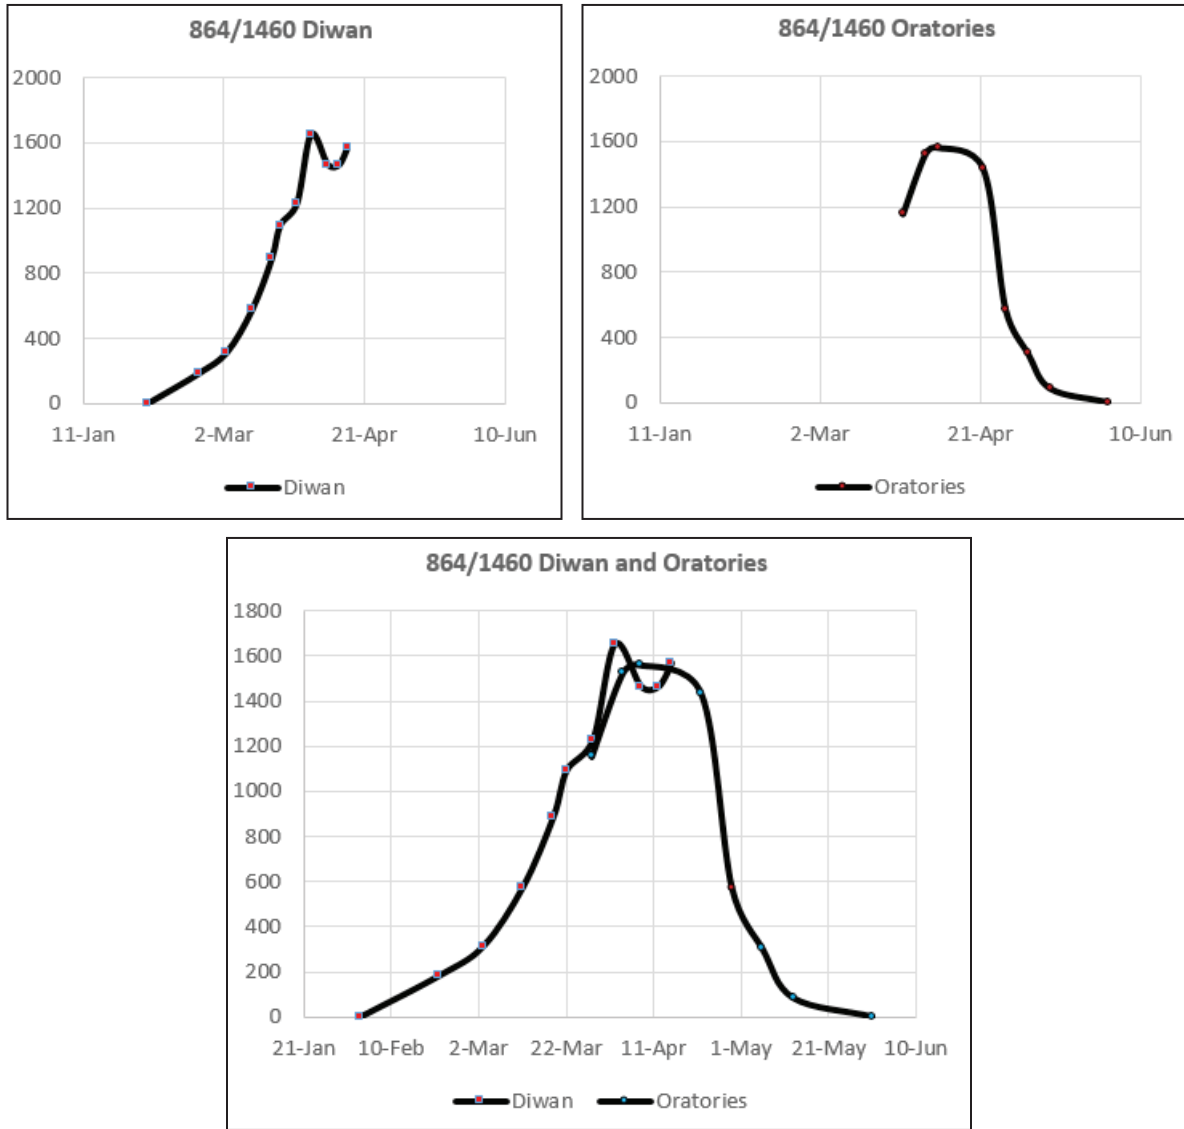 864/1460 Diwan
2000
1600
1200
800
400
0
11-Jan 2-Mar 21-Apr 10-Jun
Diwan
864/1460 Oratories
2000
1600
1200
800
400
0
11-Jan 2-Mar 21-Apr 10-Jun
Oratories
864/1460 Diwan and Oratories
1800
1600
1400
1200
1000
800
600
400
200
0
21-Jan 10-Feb 2-Mar 22-Mar 11-Apr 1-May 21-May 10-Jun
Diwan Oratories